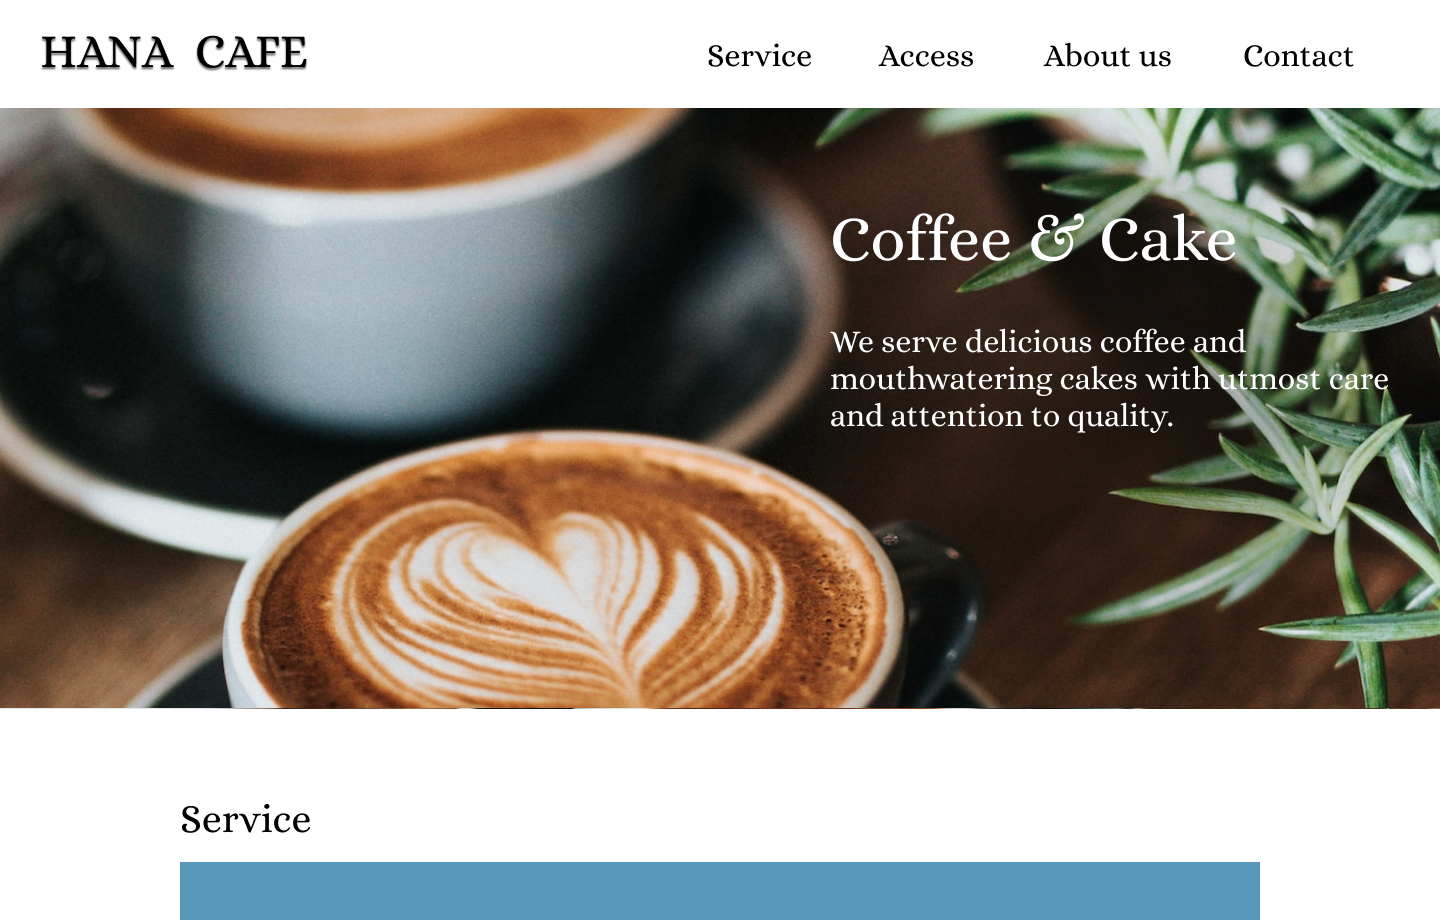 HANA CAFE
Service Access About us Contact
Coffee & Cake
We serve delicious coffee and
mouthwatering cakes with utmost care
and attention to quality.
Service